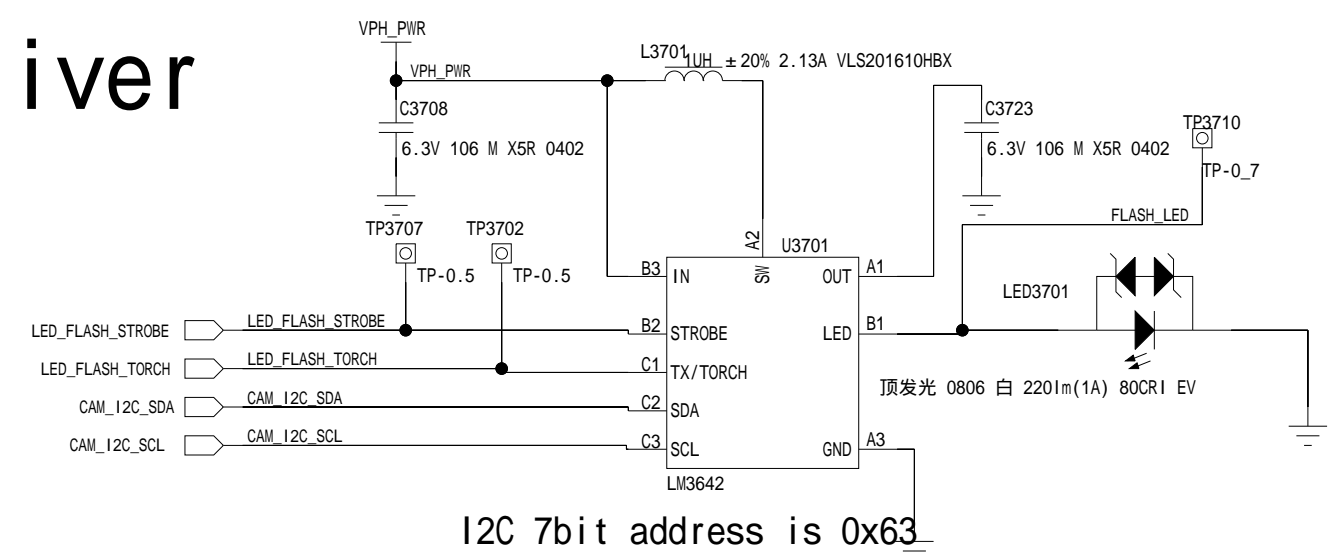 iver
VPH_PWR
VPH_PWR
L3701
1UH ±20% 2.13A VLS201610HBX
C3708
6.3V 106 M X5R 0402
C3723
6.3V 106 M X5R 0402
TP3710
TP-0_7
FLASH_LED
TP3707
TP-0.5
TP3702
TP-0.5
A2
U3701
B3
IN
SW
OUT
A1
LED3701
LED_FLASH_STROBE
LED_FLASH_STROBE
B2
STROBE
LED
B1
LED_FLASH_TORCH
LED_FLASH_TORCH
C1
TX/TORCH
顶发光 0806 白 220lm(1A) 80CRI EV
CAM_I2C_SDA
CAM_I2C_SDA
C2
SDA
CAM_I2C_SCL
CAM_I2C_SCL
C3
SCL
GND
A3
LM3642
I2C 7bit address is 0x63